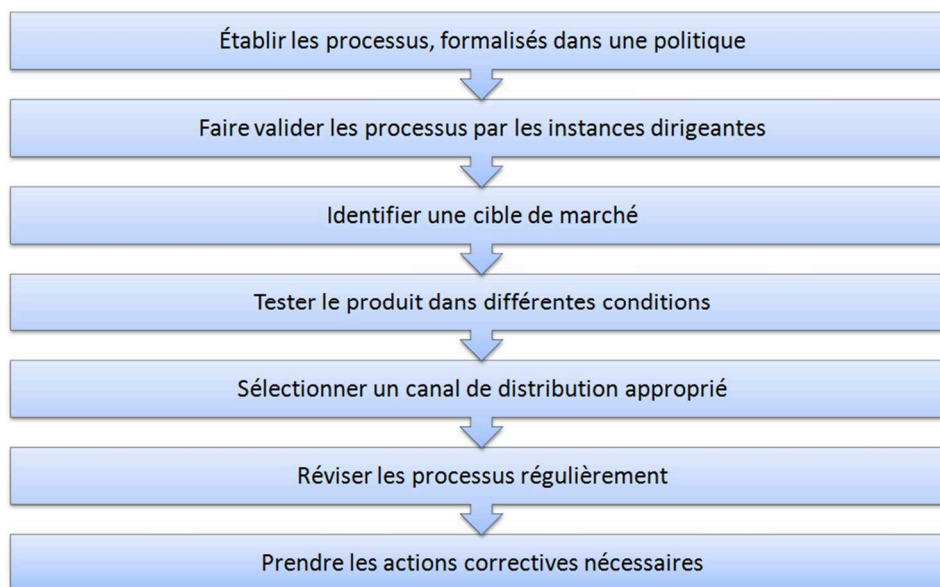 Établir les processus, formalisés dans une politique
Faire valider les processus par les instances dirigeantes
Identifier une cible de marché
Tester le produit dans différentes conditions
Sélectionner un canal de distribution approprié
Réviser les processus régulièrement
Prendre les actions correctives nécessaires